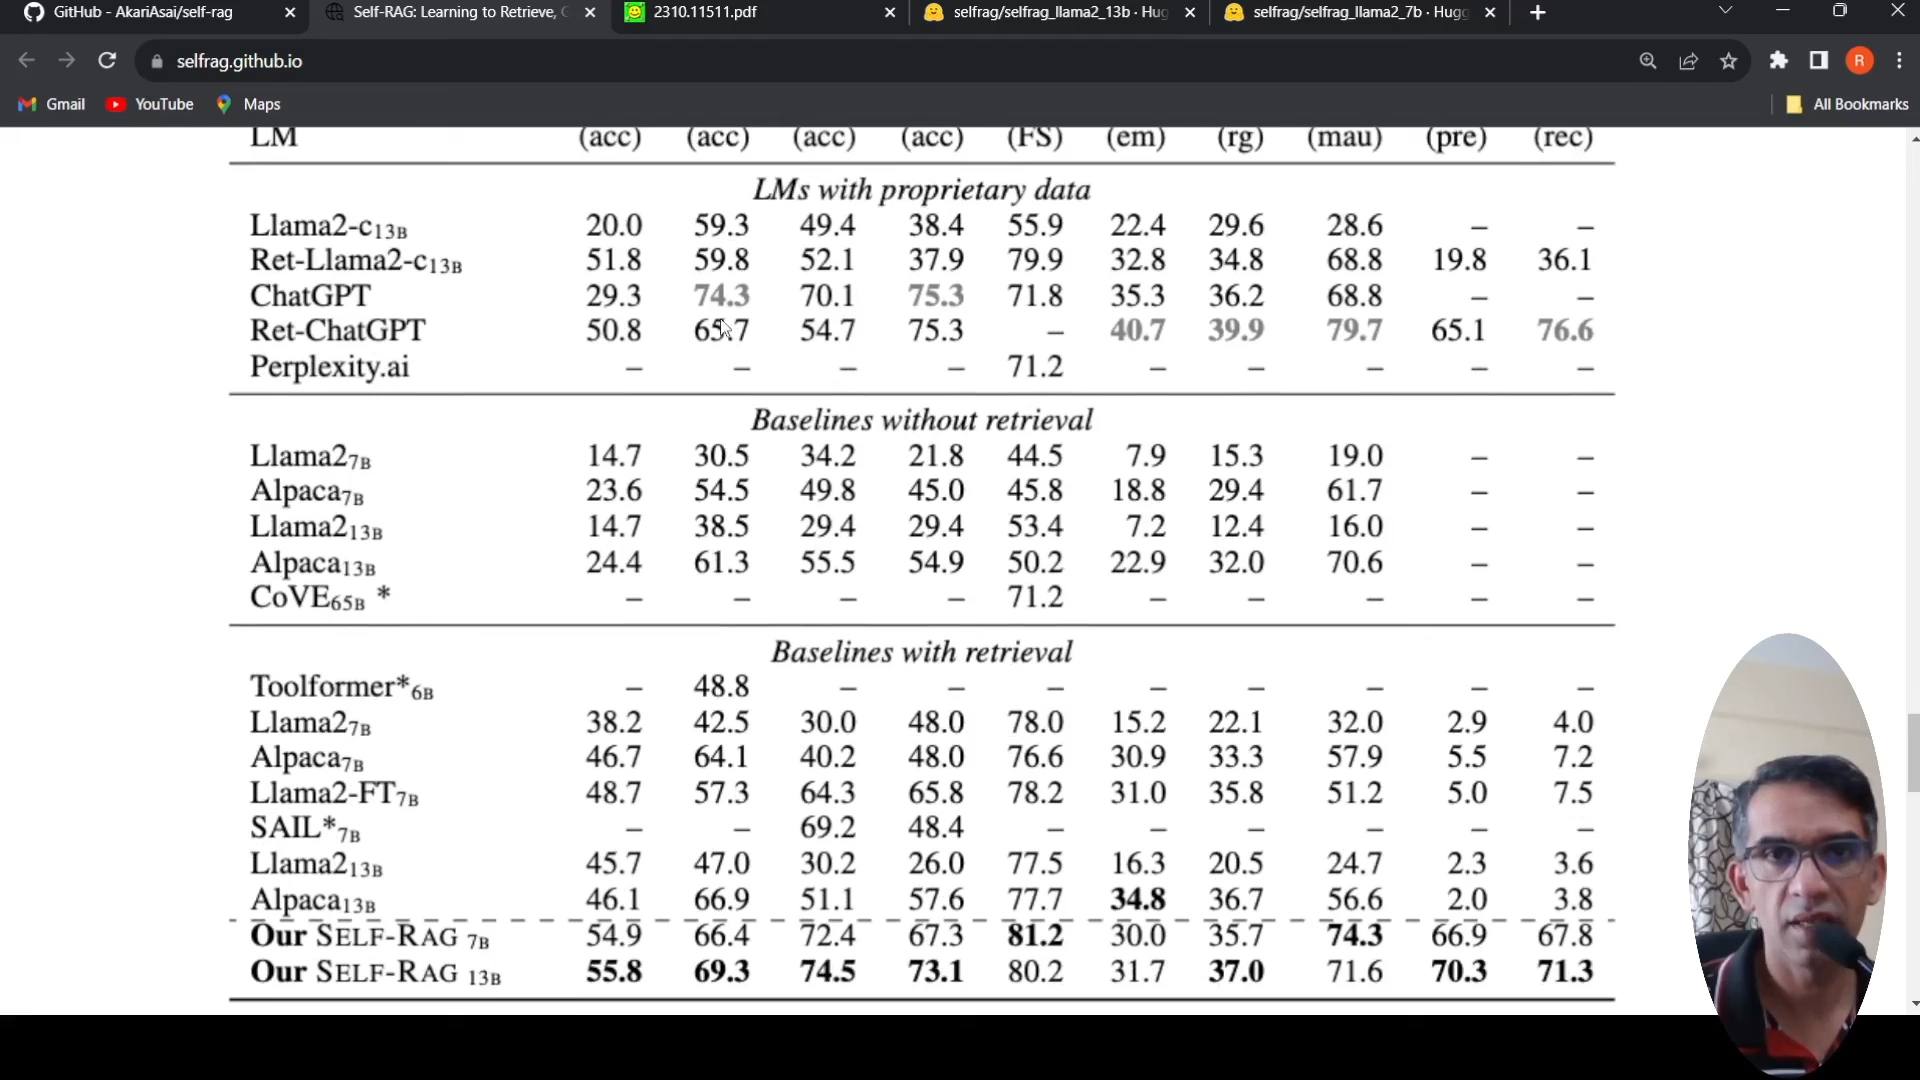 GitHub - AkariAsai/self-rag
Self-RAG: Learning to Retrieve,
2310.11511.pdf
selfrag/selfrag_llama2_13b · Hug
selfrag/selfrag_llama2_7b · Hugg
selfrag.github.io
R
Gmail YouTube Maps All Bookmarks
LM (acc) (acc) (acc) (acc) (FS) (em) (rg) (mau) (pre) (rec)
LMs with proprietary data
Llama2-c13B 20.0 59.3 49.4 38.4 55.9 22.4 29.6 28.6 – –
Ret-Llama2-c13B 51.8 59.8 52.1 37.9 79.9 32.8 34.8 68.8 19.8 36.1
ChatGPT 29.3 74.3 70.1 75.3 71.8 35.3 36.2 68.8 – –
Ret-ChatGPT 50.8 65.7 54.7 75.3 – 40.7 39.9 79.7 65.1 76.6
Perplexity.ai – – – – 71.2 – – – – –
Baselines without retrieval
Llama27B 14.7 30.5 34.2 21.8 44.5 7.9 15.3 19.0 – –
Alpaca7B 23.6 54.5 49.8 45.0 45.8 18.8 29.4 61.7 – –
Llama213B 14.7 38.5 29.4 29.4 53.4 7.2 12.4 16.0 – –
Alpaca13B 24.4 61.3 55.5 54.9 50.2 22.9 32.0 70.6 – –
CoVE65B * – – – – 71.2 – – – – –
Baselines with retrieval
Toolformer*6B – 48.8 – – – – – – – –
Llama27B 38.2 42.5 30.0 48.0 78.0 15.2 22.1 32.0 2.9 4.0
Alpaca7B 46.7 64.1 40.2 48.0 76.6 30.9 33.3 57.9 5.5 7.2
Llama2-FT7B 48.7 57.3 64.3 65.8 78.2 31.0 35.8 51.2 5.0 7.5
SAIL*7B – – 69.2 48.4 – – – – – –
Llama213B 45.7 47.0 30.2 26.0 77.5 16.3 20.5 24.7 2.3 3.6
Alpaca13B 46.1 66.9 51.1 57.6 77.7 34.8 36.7 56.6 2.0 3.8
Our SELF-RAG 7B 54.9 66.4 72.4 67.3 81.2 30.0 35.7 74.3 66.9 67.8
Our SELF-RAG 13B 55.8 69.3 74.5 73.1 80.2 31.7 37.0 71.6 70.3 71.3